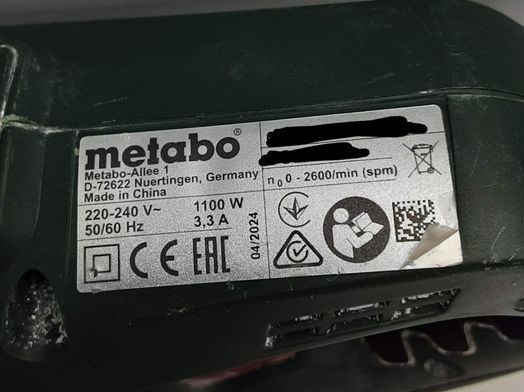 metabo®
Metabo-Allee 1
D-72622 Nuertingen, Germany
Made in China
220-240 V~ 1100 W
50/60 Hz 3,3 A
04/2024
n₀ 0 - 2600/min (spm)
CE EAC